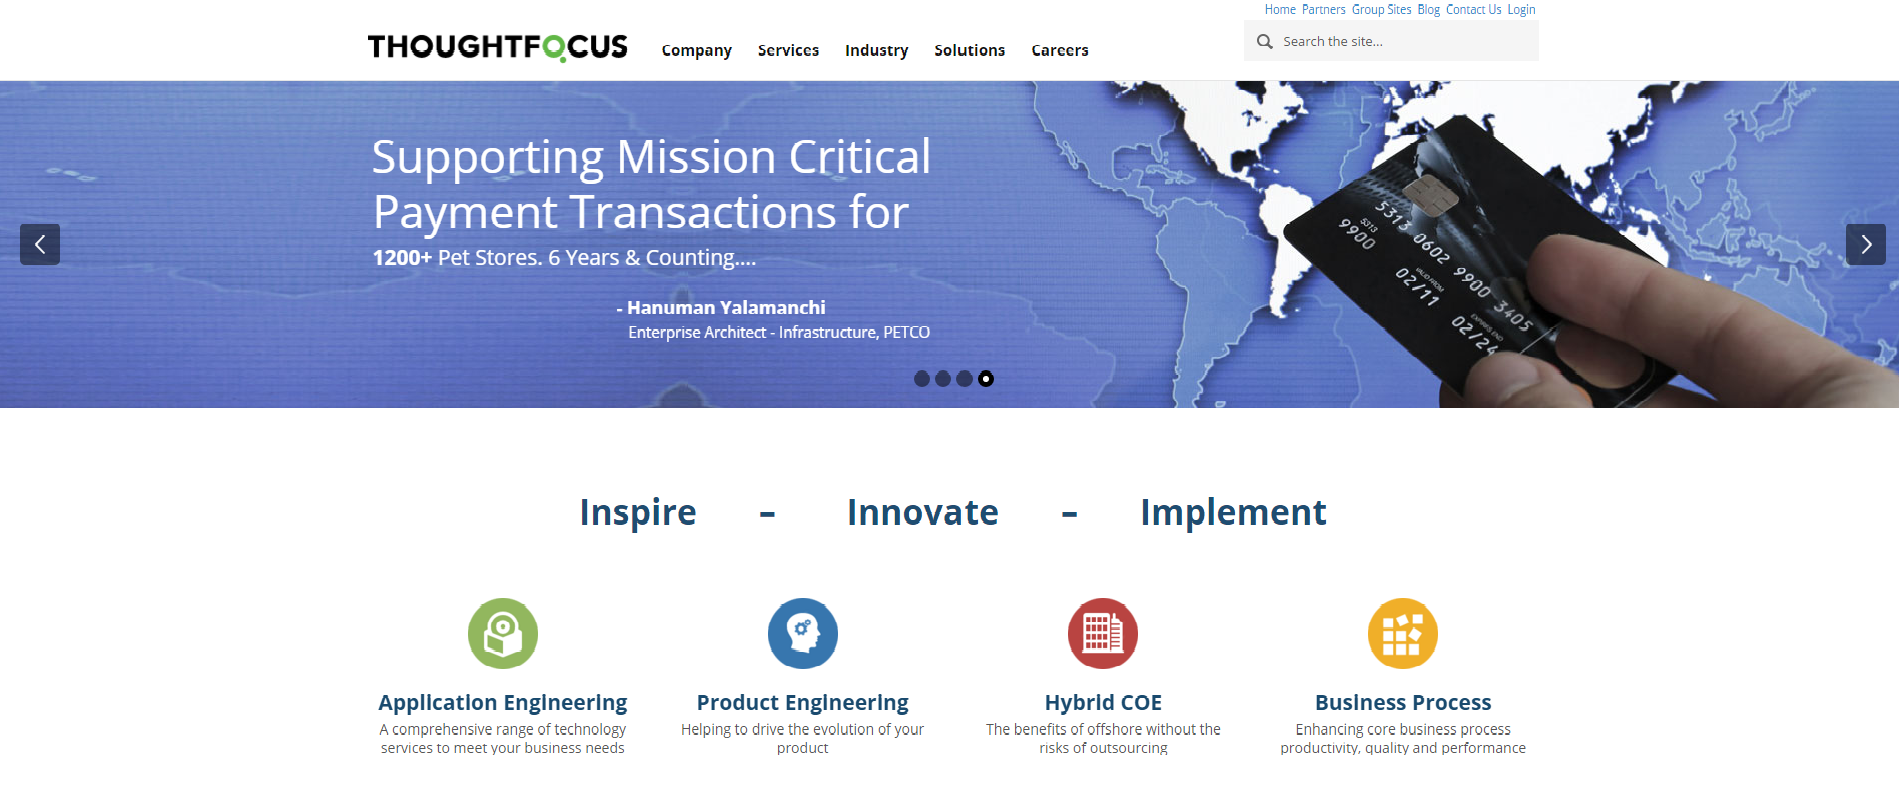 Home Partners Group Sites Blog Contact Us Login
THOUGHTFOCUS
Company Services Industry Solutions Careers
Search the site...
Supporting Mission Critical
Payment Transactions for
1200+ Pet Stores. 6 Years & Counting....
- Hanuman Yalamanchi
Enterprise Architect - Infrastructure, PETCO
5313 0602 9900 3405
5313
9900
VALID FROM
02/11
EXPIRES END
02/24
Inspire - Innovate - Implement
Application Engineering
A comprehensive range of technology
services to meet your business needs
Product Engineering
Helping to drive the evolution of your
product
Hybrid COE
The benefits of offshore without the
risks of outsourcing
Business Process
Enhancing core business process
productivity, quality and performance